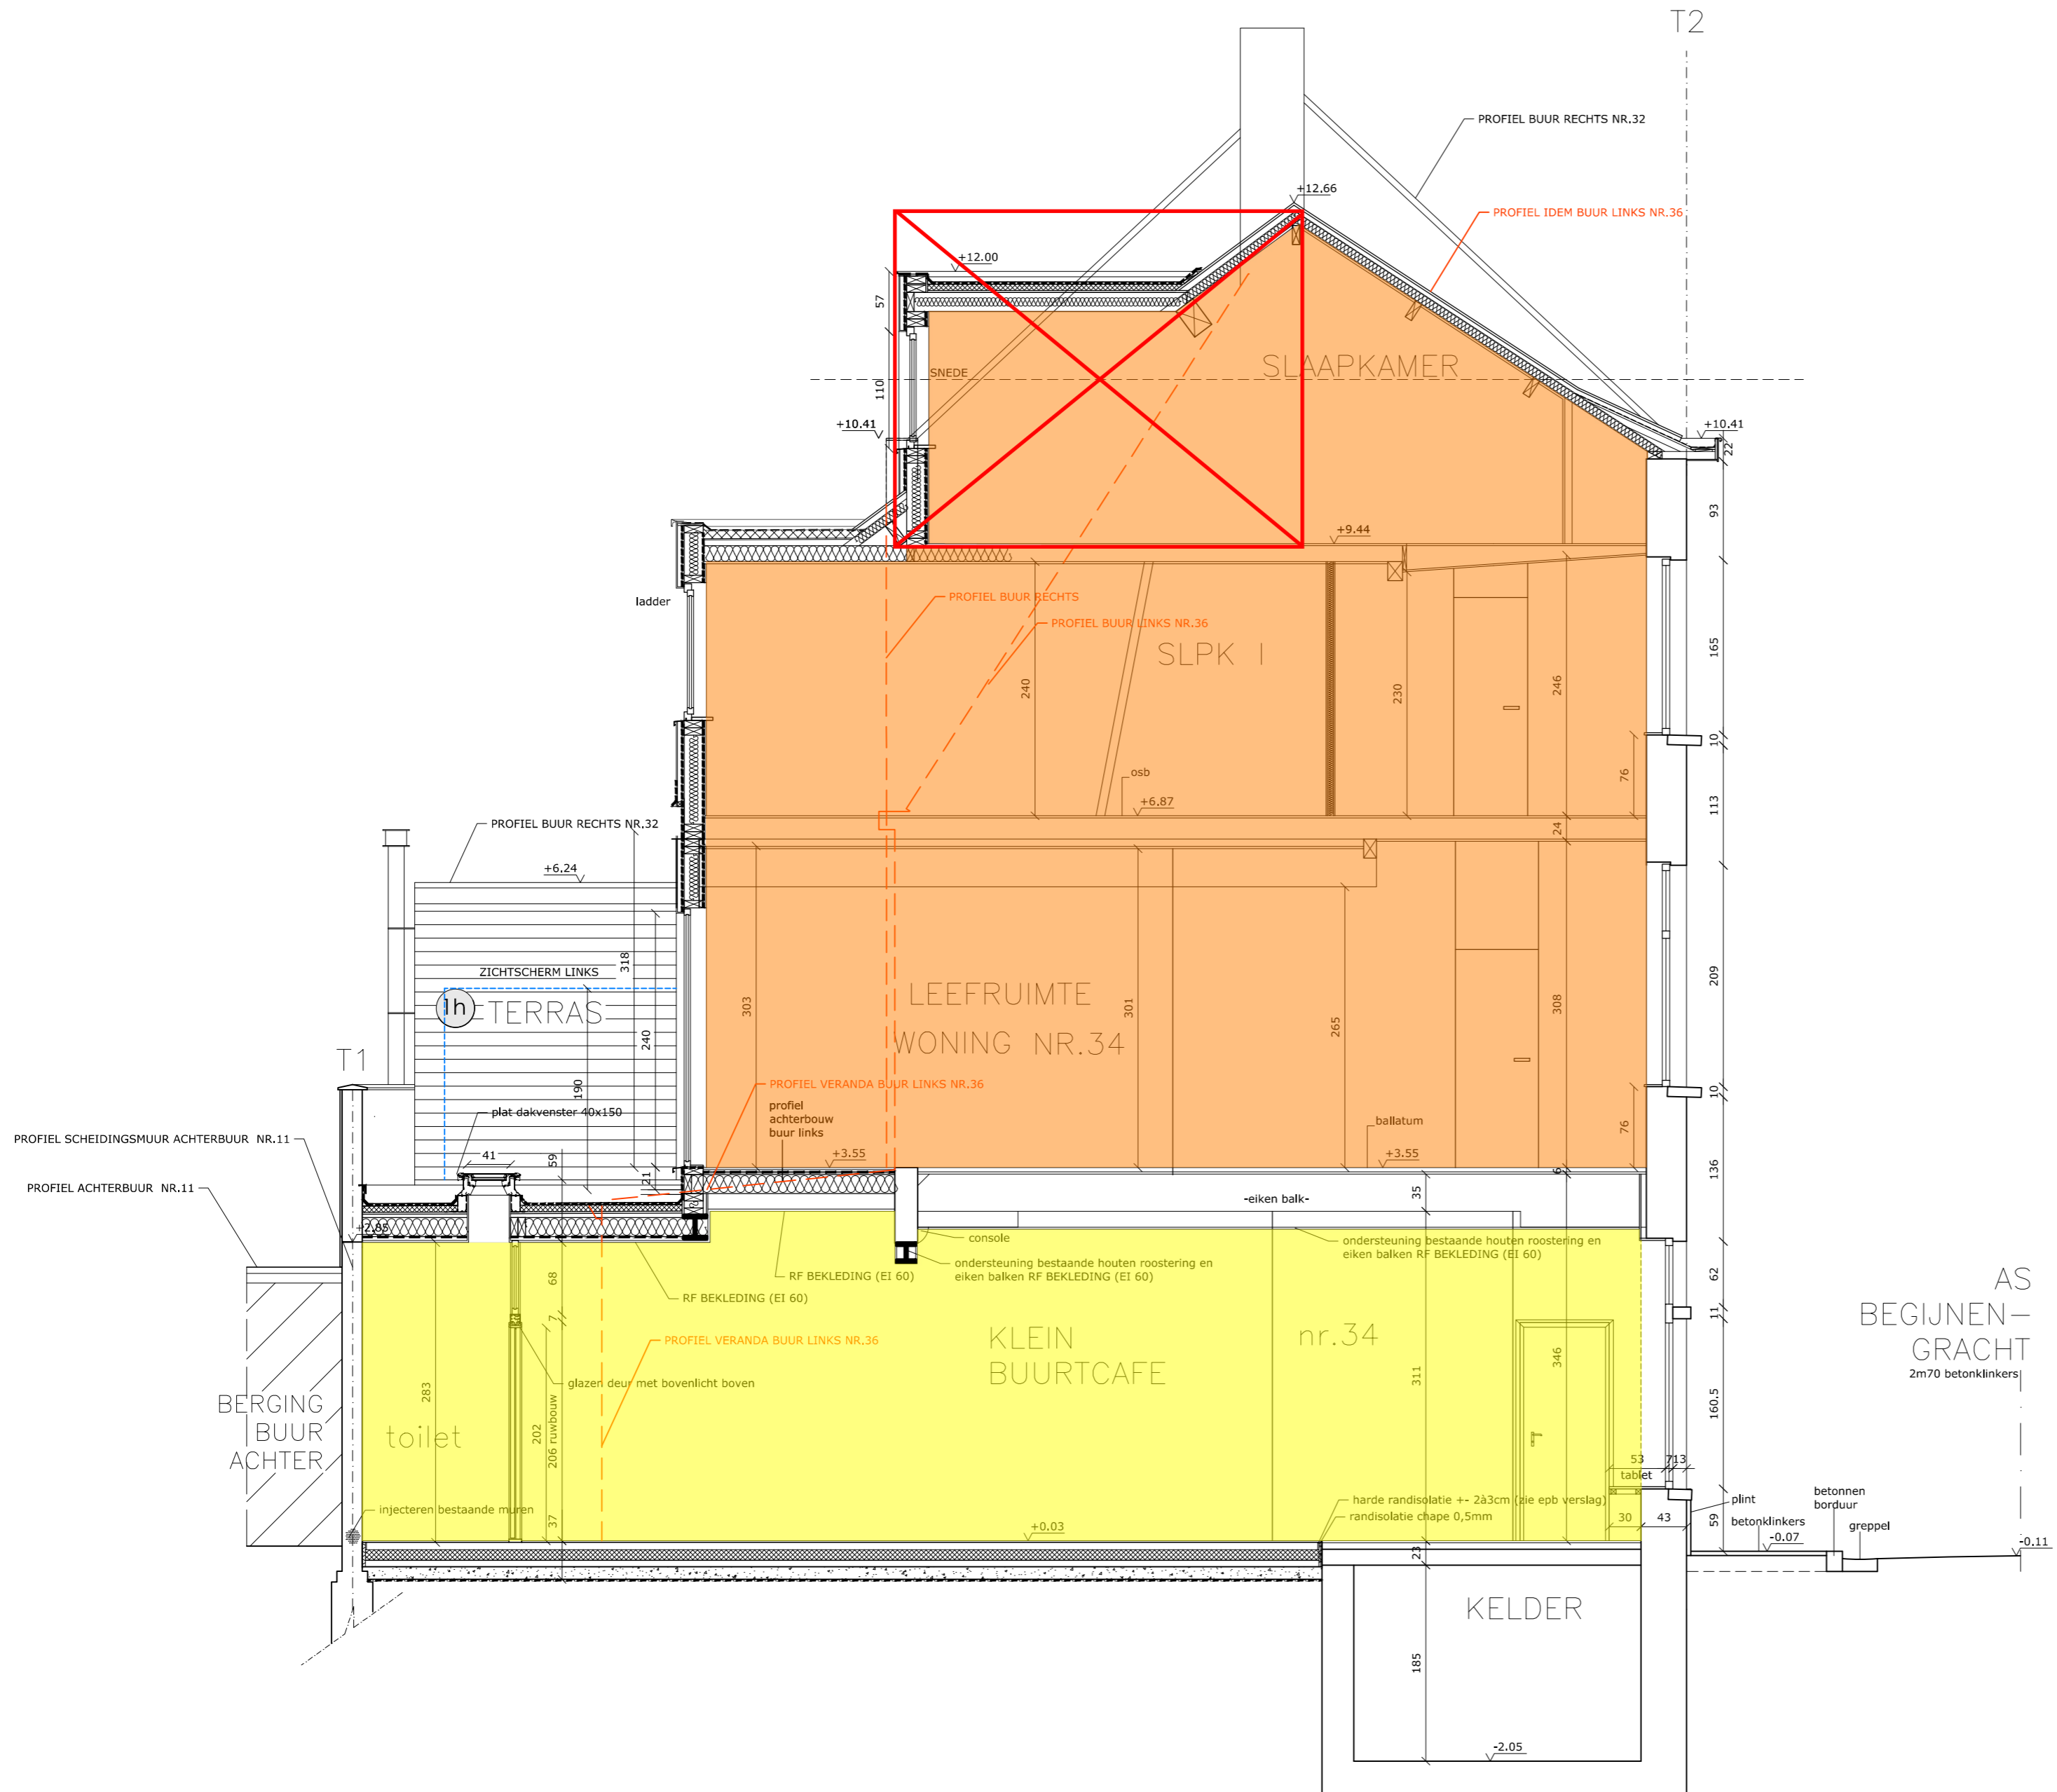 T2
PROFIEL BUUR RECHTS NR.32
+12.66
PROFIEL IDEM BUUR LINKS NR.36
+12.00
57
SLAAPKAMER
SNEDE
110
+10.41
+10.41
22
93
+9.44
ladder
PROFIEL BUUR RECHTS
PROFIEL BUUR LINKS NR.36
SLPK 1
165
240
230
246
10
76
osb
+6.87
113
24
PROFIEL BUUR RECHTS NR.32
+6.24
318
ZICHTSCHERM LINKS
1h
TERRAS
303
LEEFRUIMTE
WONING NR.34
301
265
308
209
240
T1
190
PROFIEL VERANDA BUUR LINKS NR.36
10
plat dakvenster 40x150
profiel
achterbouw
buur links
ballatum
76
PROFIEL SCHEIDINGSMUUR ACHTERBUUR NR.11
136
41
59
21
+3.55
+3.55
6
PROFIEL ACHTERBUUR NR.11
35
-eiken balk-
+2.85
console
ondersteuning bestaande houten roostering en
eiken balken RF BEKLEDING (EI 60)
ondersteuning bestaande houten roostering en
eiken balken RF BEKLEDING (EI 60)
RF BEKLEDING (EI 60)
RF BEKLEDING (EI 60)
68
62
AS
BEGIJNEN-
GRACHT
2m70 betonklinkers
11
7
PROFIEL VERANDA BUUR LINKS NR.36
KLEIN
BUURTCAFE
nr.34
346
311
glazen deur met bovenlicht boven
283
BERGING
BUUR
ACHTER
toilet
202
206 ruwbouw
160.5
53
7
13
tablet
injecteren bestaande muren
harde randisolatie +- 2à3cm (zie epb verslag)
randisolatie chape 0,5mm
plint
betonnen
borduur
37
+0.03
30
43
59
betonklinkers
greppel
-0.07
-0.11
23
KELDER
185
-2.05